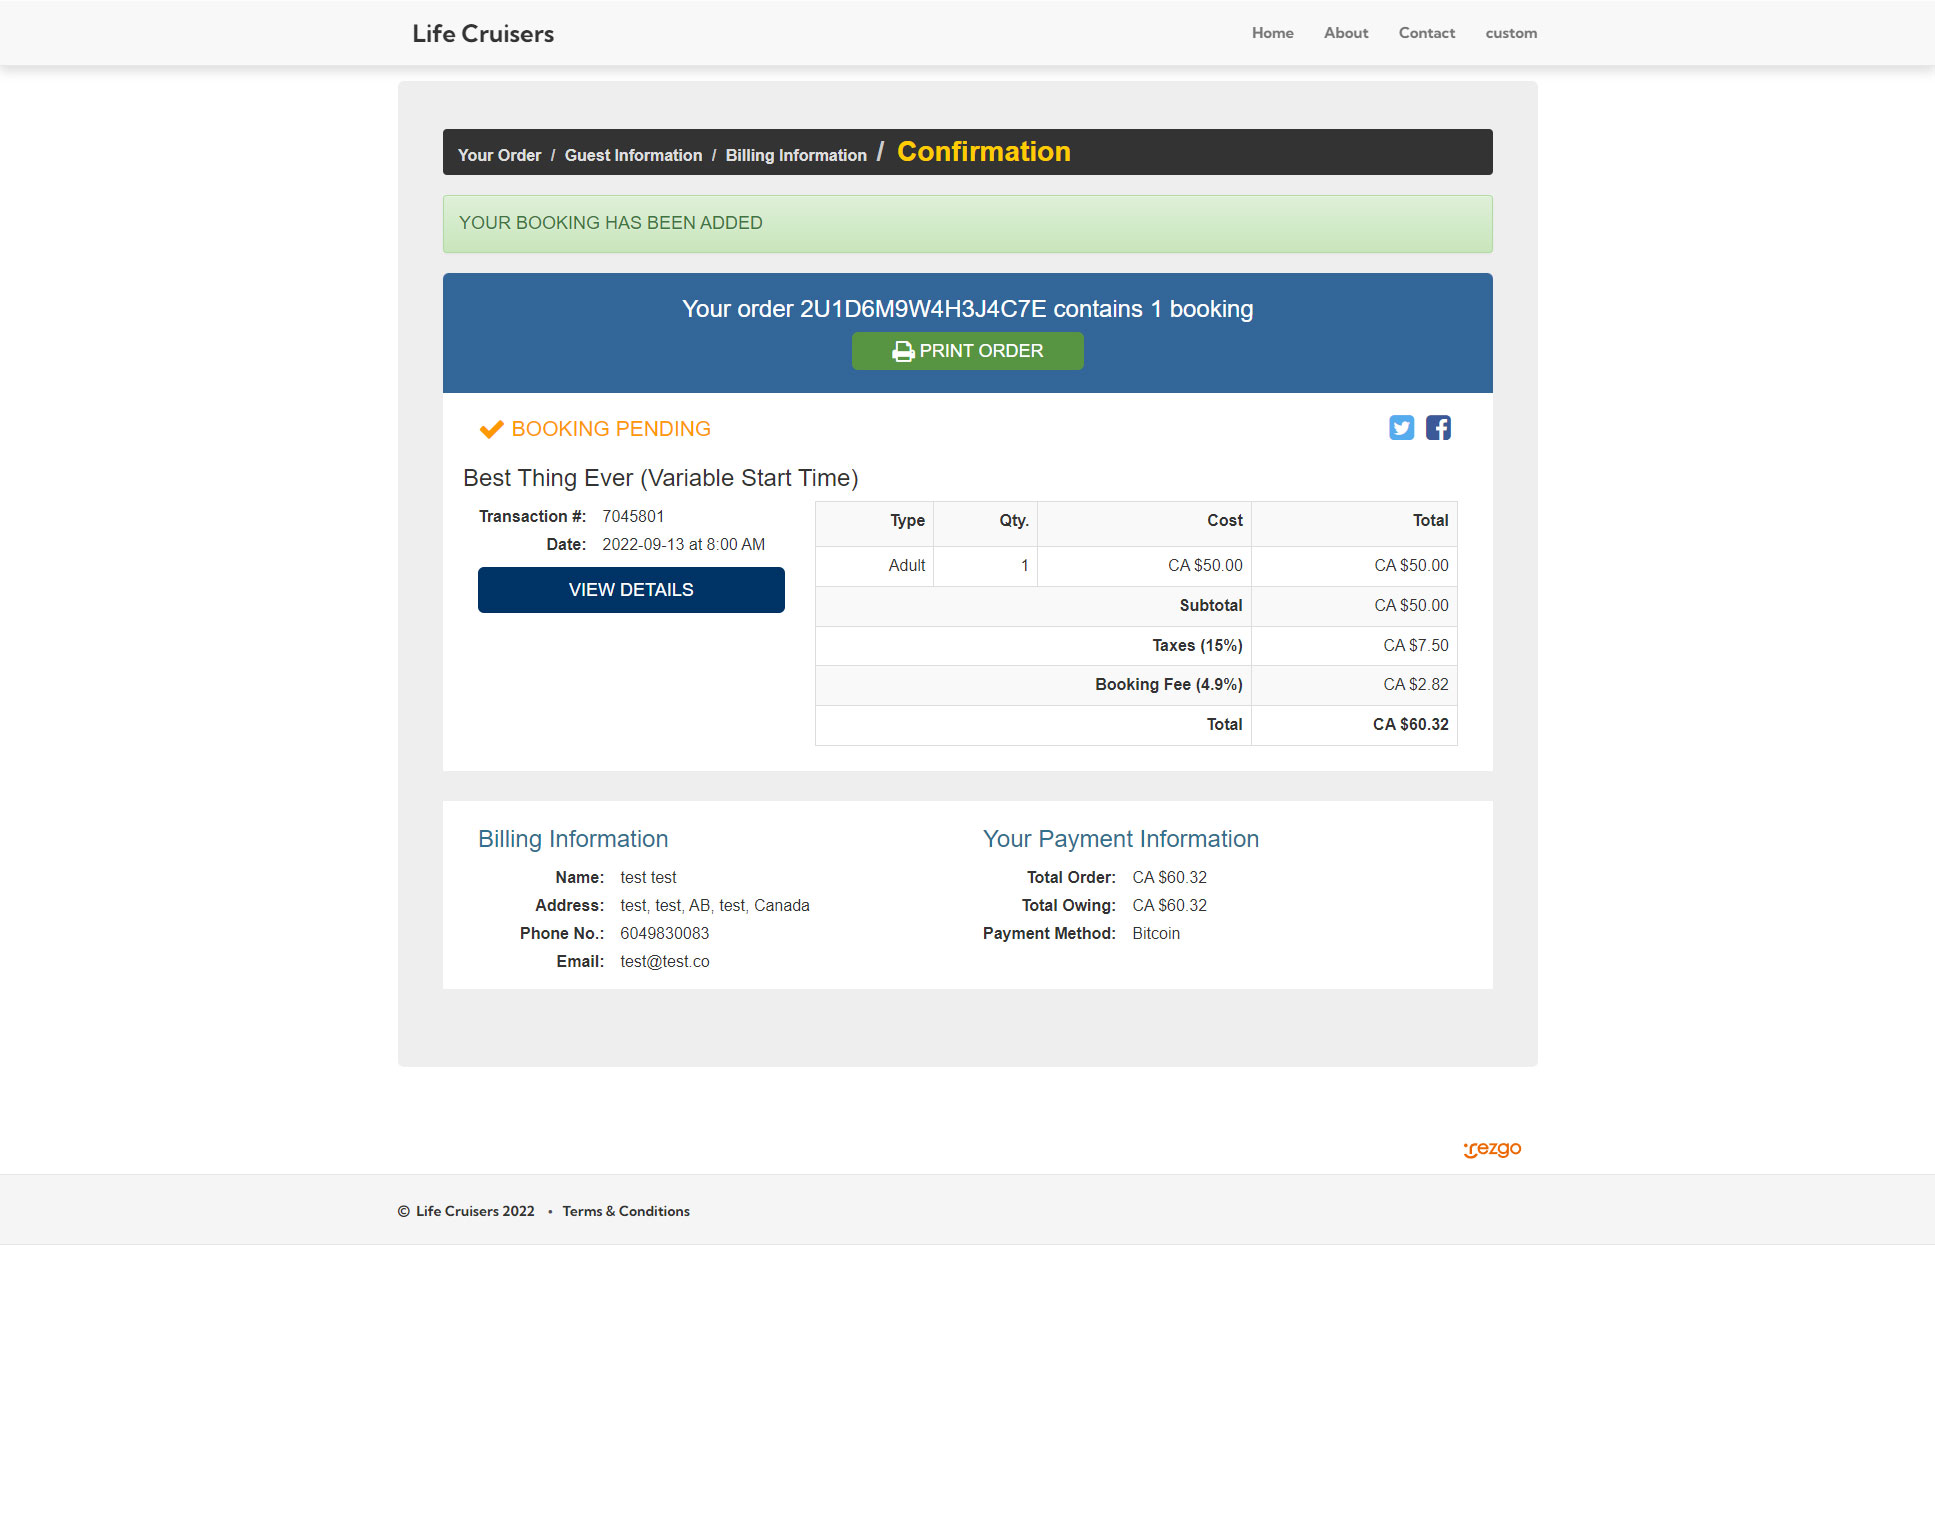 Life Cruisers
Home About Contact custom
Your Order / Guest Information / Billing Information / Confirmation
YOUR BOOKING HAS BEEN ADDED
Your order 2U1D6M9W4H3J4C7E contains 1 booking
PRINT ORDER
BOOKING PENDING
Best Thing Ever (Variable Start Time)
Transaction #: 7045801
Date: 2022-09-13 at 8:00 AM
VIEW DETAILS
Type Qty. Cost Total
Adult 1 CA $50.00 CA $50.00
Subtotal CA $50.00
Taxes (15%) CA $7.50
Booking Fee (4.9%) CA $2.82
Total CA $60.32
Billing Information
Name: test test
Address: test, test, AB, test, Canada
Phone No.: 6049830083
Email: test@test.co
Your Payment Information
Total Order: CA $60.32
Total Owing: CA $60.32
Payment Method: Bitcoin
rezgo
© Life Cruisers 2022 • Terms & Conditions